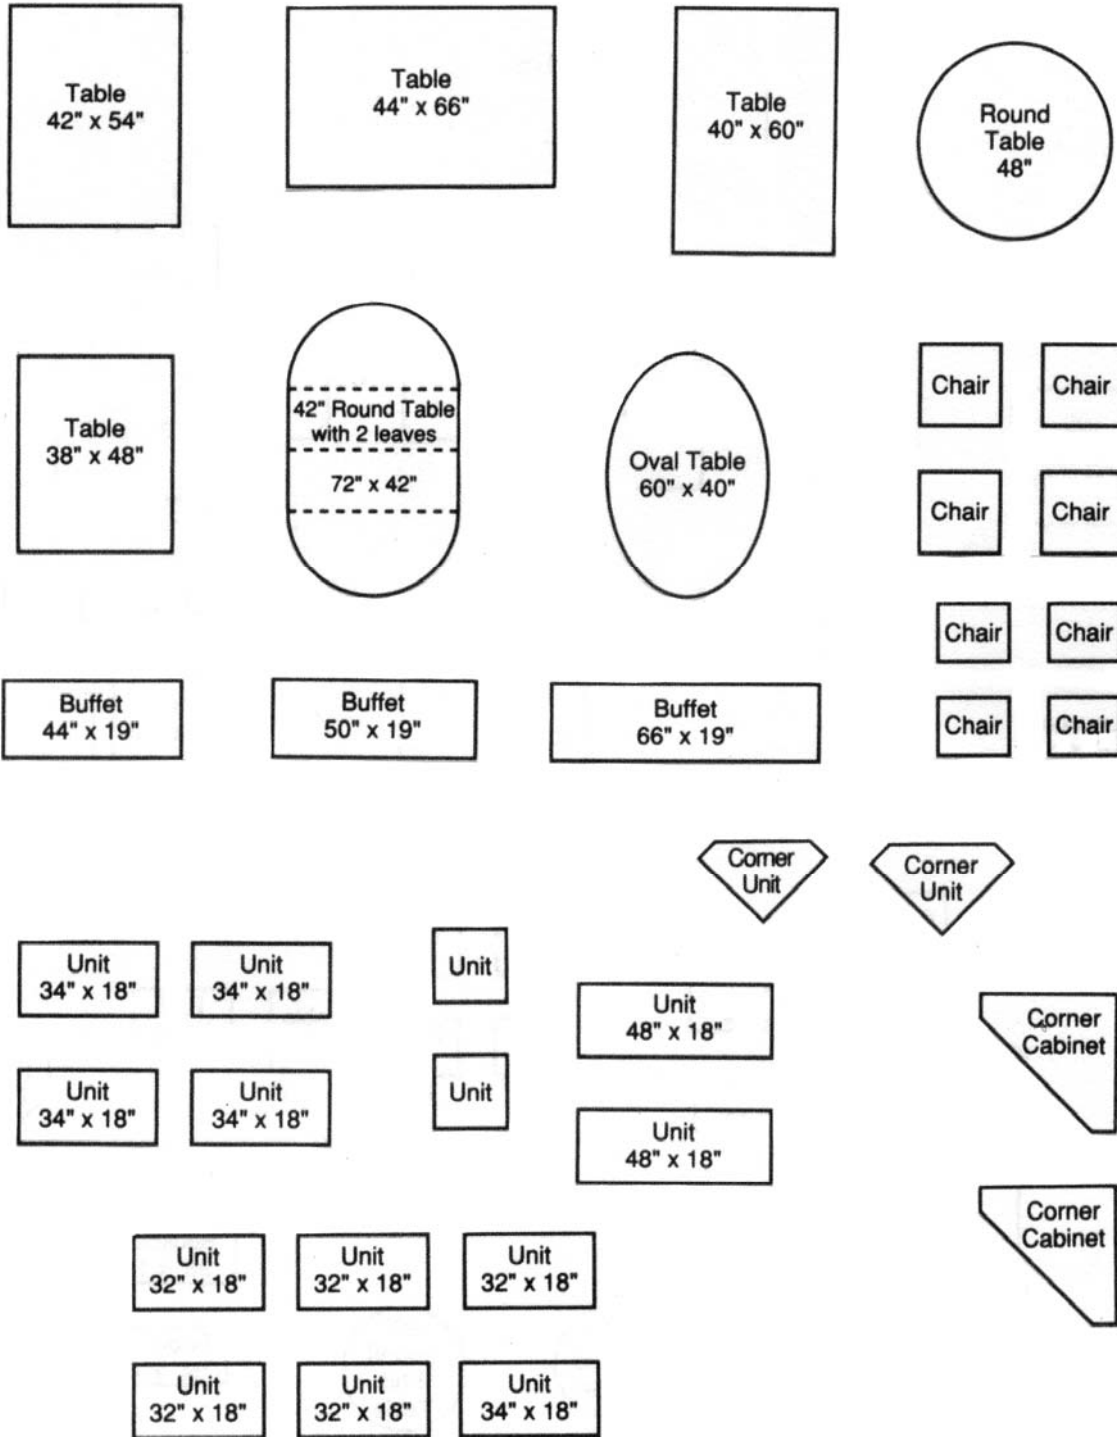 Table
42" x 54"
Table
44" x 66"
Table
40" x 60"
Round
Table
48"
Table
38" x 48"
42" Round Table
with 2 leaves
72" x 42"
Oval Table
60" x 40"
Chair
Chair
Chair
Chair
Chair
Chair
Chair
Chair
Buffet
44" x 19"
Buffet
50" x 19"
Buffet
66" x 19"
Corner
Unit
Corner
Unit
Unit
34" x 18"
Unit
34" x 18"
Unit
Unit
48" x 18"
Corner
Cabinet
Unit
34" x 18"
Unit
34" x 18"
Unit
Unit
48" x 18"
Corner
Cabinet
Unit
32" x 18"
Unit
32" x 18"
Unit
32" x 18"
Unit
32" x 18"
Unit
32" x 18"
Unit
34" x 18"